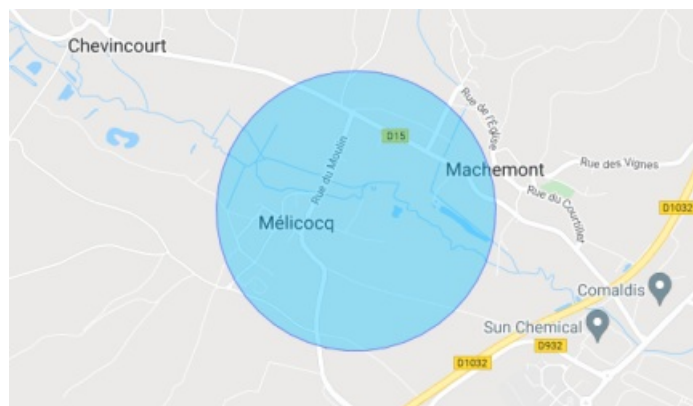 Chevincourt
Rue de l'Église
D15
Rue du Moulin
Rue des Vignes
Machemont
Rue du Courtiller
D1032
Mélicocq
Comaldis
Sun Chemical
D932
D1032